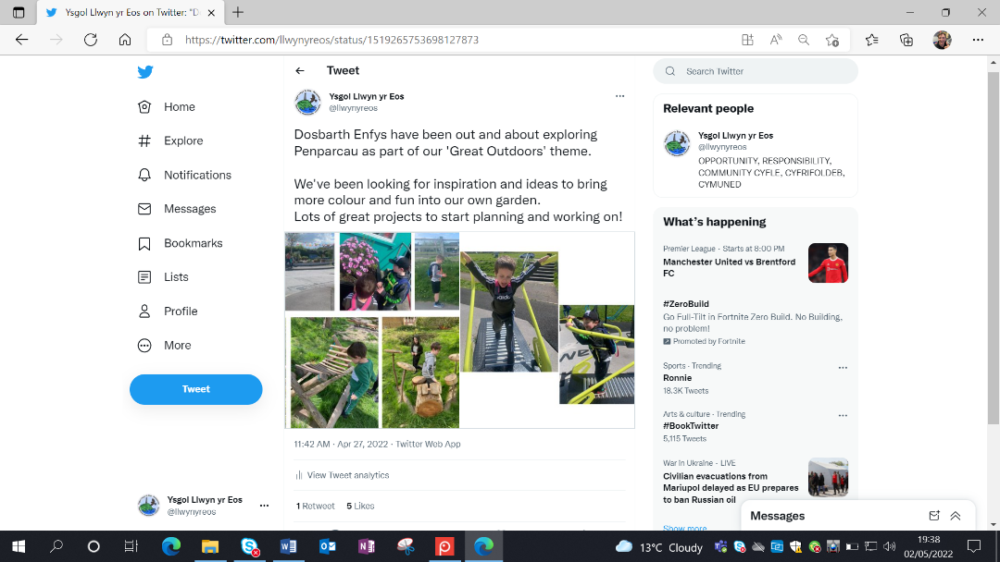 Ysgol Llwyn yr Eos on Twitter: "D
https://twitter.com/llwynyreos/status/1519265753698127873
Home
Explore
Notifications
Messages
Bookmarks
Lists
Profile
More
Tweet
Ysgol Llwyn yr Eos
@llwynyreos
Tweet
Ysgol Llwyn yr Eos
@llwynyreos
Dosbarth Enfys have been out and about exploring
Penparcau as part of our 'Great Outdoors' theme.
We've been looking for inspiration and ideas to bring
more colour and fun into our own garden.
Lots of great projects to start planning and working on!
11:42 AM · Apr 27, 2022 · Twitter Web App
View Tweet analytics
1 Retweet 5 Likes
Search Twitter
Relevant people
Ysgol Llwyn yr Eos
@llwynyreos
OPPORTUNITY, RESPONSIBILITY,
COMMUNITY CYFLE, CYFRIFOLDEB,
CYMUNED
What's happening
Premier League · Starts at 8:00 PM
Manchester United vs Brentford
FC
#ZeroBuild
Go Full-Tilt in Fortnite Zero Build. No Building,
no problem!
Promoted by Fortnite
Sports · Trending
Ronnie
18.3K Tweets
Arts & culture · Trending
#BookTwitter
5,115 Tweets
War in Ukraine · LIVE
Civilian evacuations from
Mariupol delayed as EU prepares
to ban Russian oil
Show more
Messages
13°C Cloudy
19:38
02/05/2022